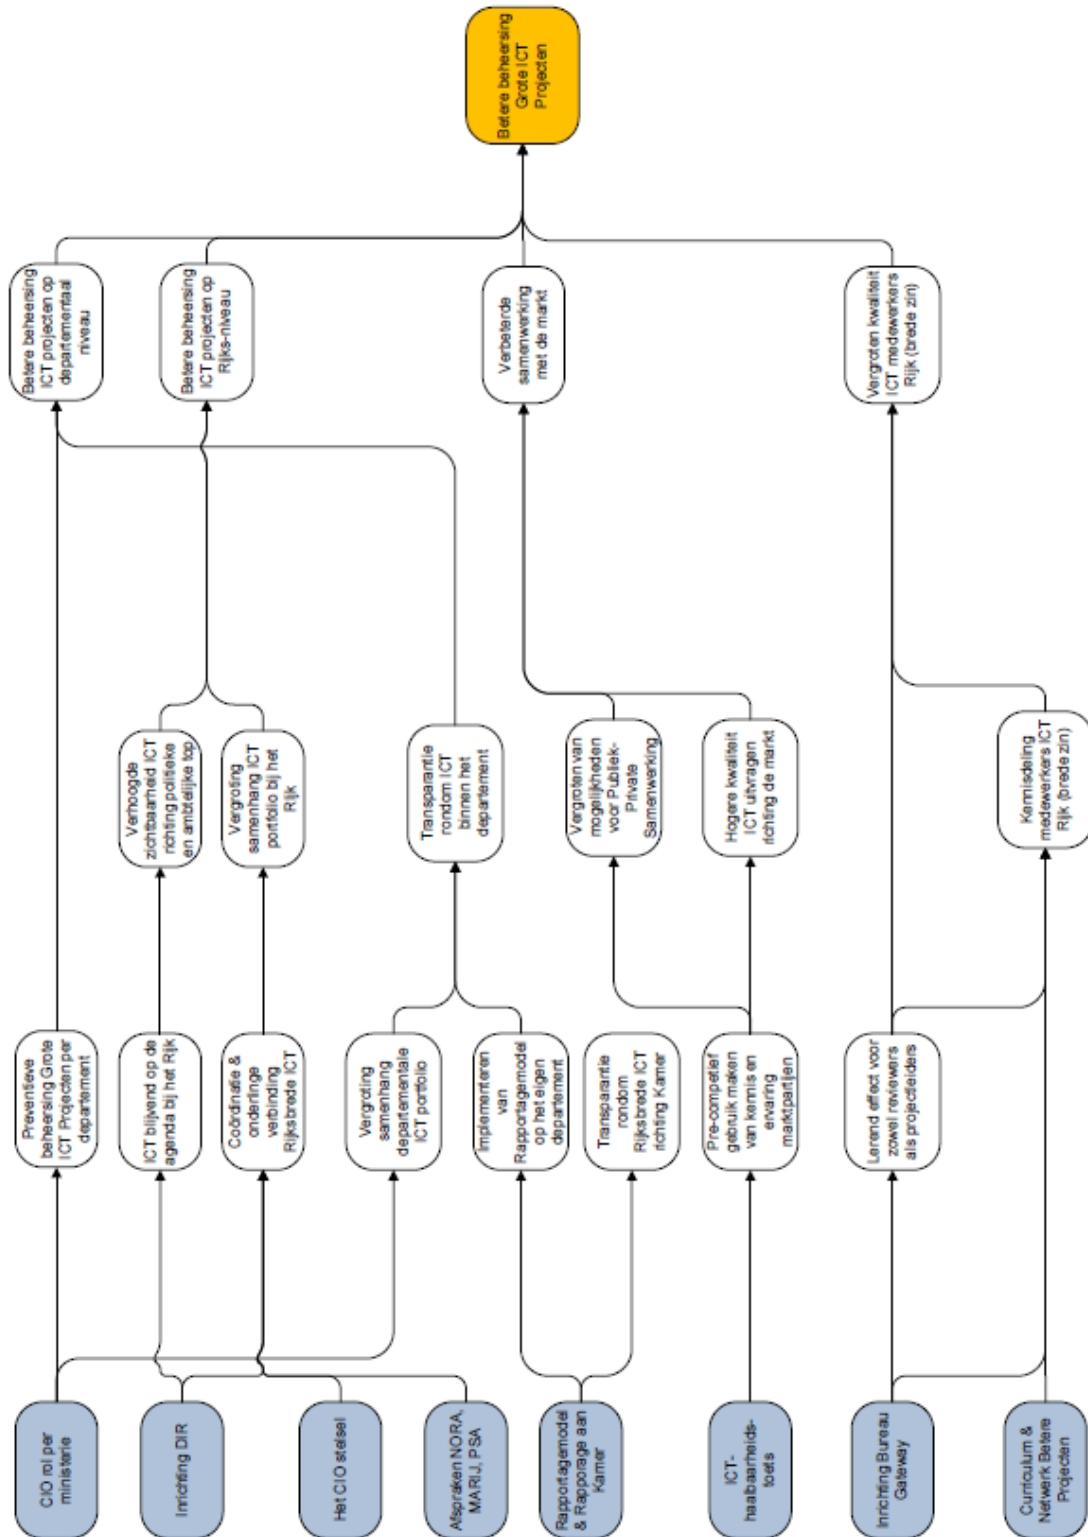 CIO rol per
ministerie
Inrichting DIR
Het CIO stelsel
Afspraken NORA,
MARIJ, PSA
Rapportagemodel
& Rapporage aan
Kamer
ICT-
haabaarheids-
toets
Inrichting Bureau
Gateway
Curriculum &
Netwerk Betere
Projecten
Preventieve
beheersing Grote
ICT Projecten per
departement
ICT blijvend op de
agenda bij het Rijk
Coördinatie &
onderlinge
verbinding
Rijksbrede ICT
Vergroting
samenhang
departementale
ICT portfolio
Implementeren
van
Rapportagemodel
op het eigen
departement
Transparantie
rondom
Rijksbrede ICT
richting Kamer
Pre-competief
gebruik maken
van kennis en
ervaring
marktpartijen
Lerend effect voor
zowel reviewers
als projectleiders
Verhoogde
zichtbaarheid ICT
richting politieke
en ambtelijke top
Vergroting
samenhang ICT
portfolio bij het
Rijk
Transparantie
rondom ICT
binnen het
departement
Vergroten van
mogelijkheden
voor Publiek-
Private
Samenwerking
Hogere kwaliteit
ICT uitvragen
richting de markt
Kennisdeling
medewerkers ICT
Rijk (brede zin)
Betere beheersing
ICT projecten op
departementaal
niveau
Betere beheersing
ICT projecten op
Rijks-niveau
Verbeterde
samenwerking
met de markt
Vergroten kwaliteit
ICT medewerkers
Rijk (brede zin)
Betere beheersing
Grote ICT
Projecten